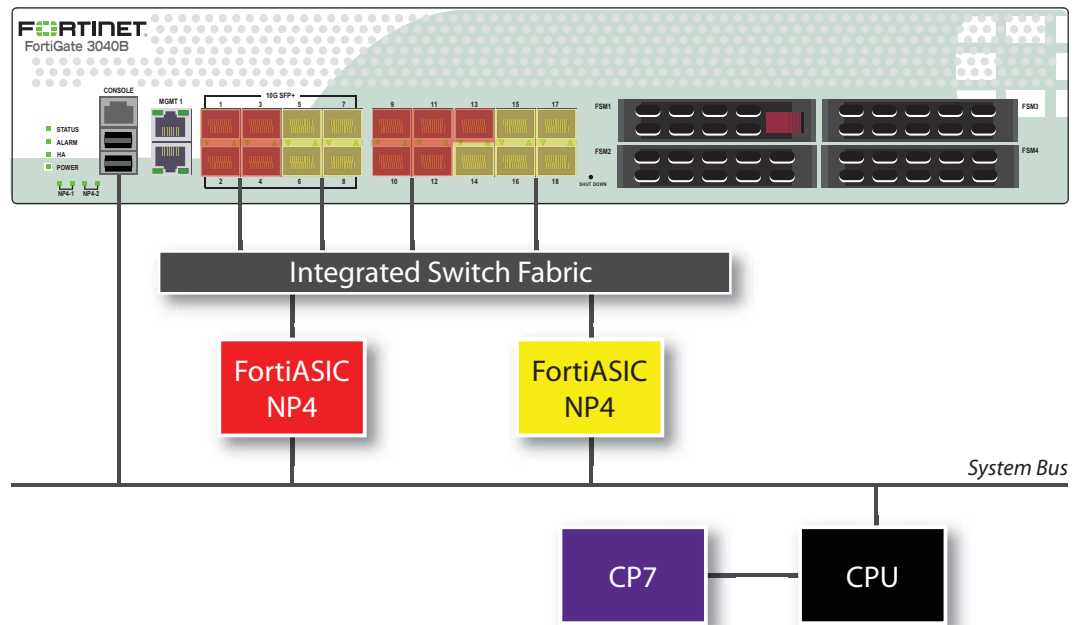 FORTINET
FortiGate 3040B
CONSOLE
MGMT 1
10G SFP+
1 3 5 7 9 11 13 15 17
FSM1
FSM3
STATUS
ALARM
HA
POWER
FSM2
FSM4
2 4 6 8 10 12 14 16 18
SHUT DOWN
NP4-1 NP4-2
Integrated Switch Fabric
FortiASIC
NP4
FortiASIC
NP4
System Bus
CP7
CPU